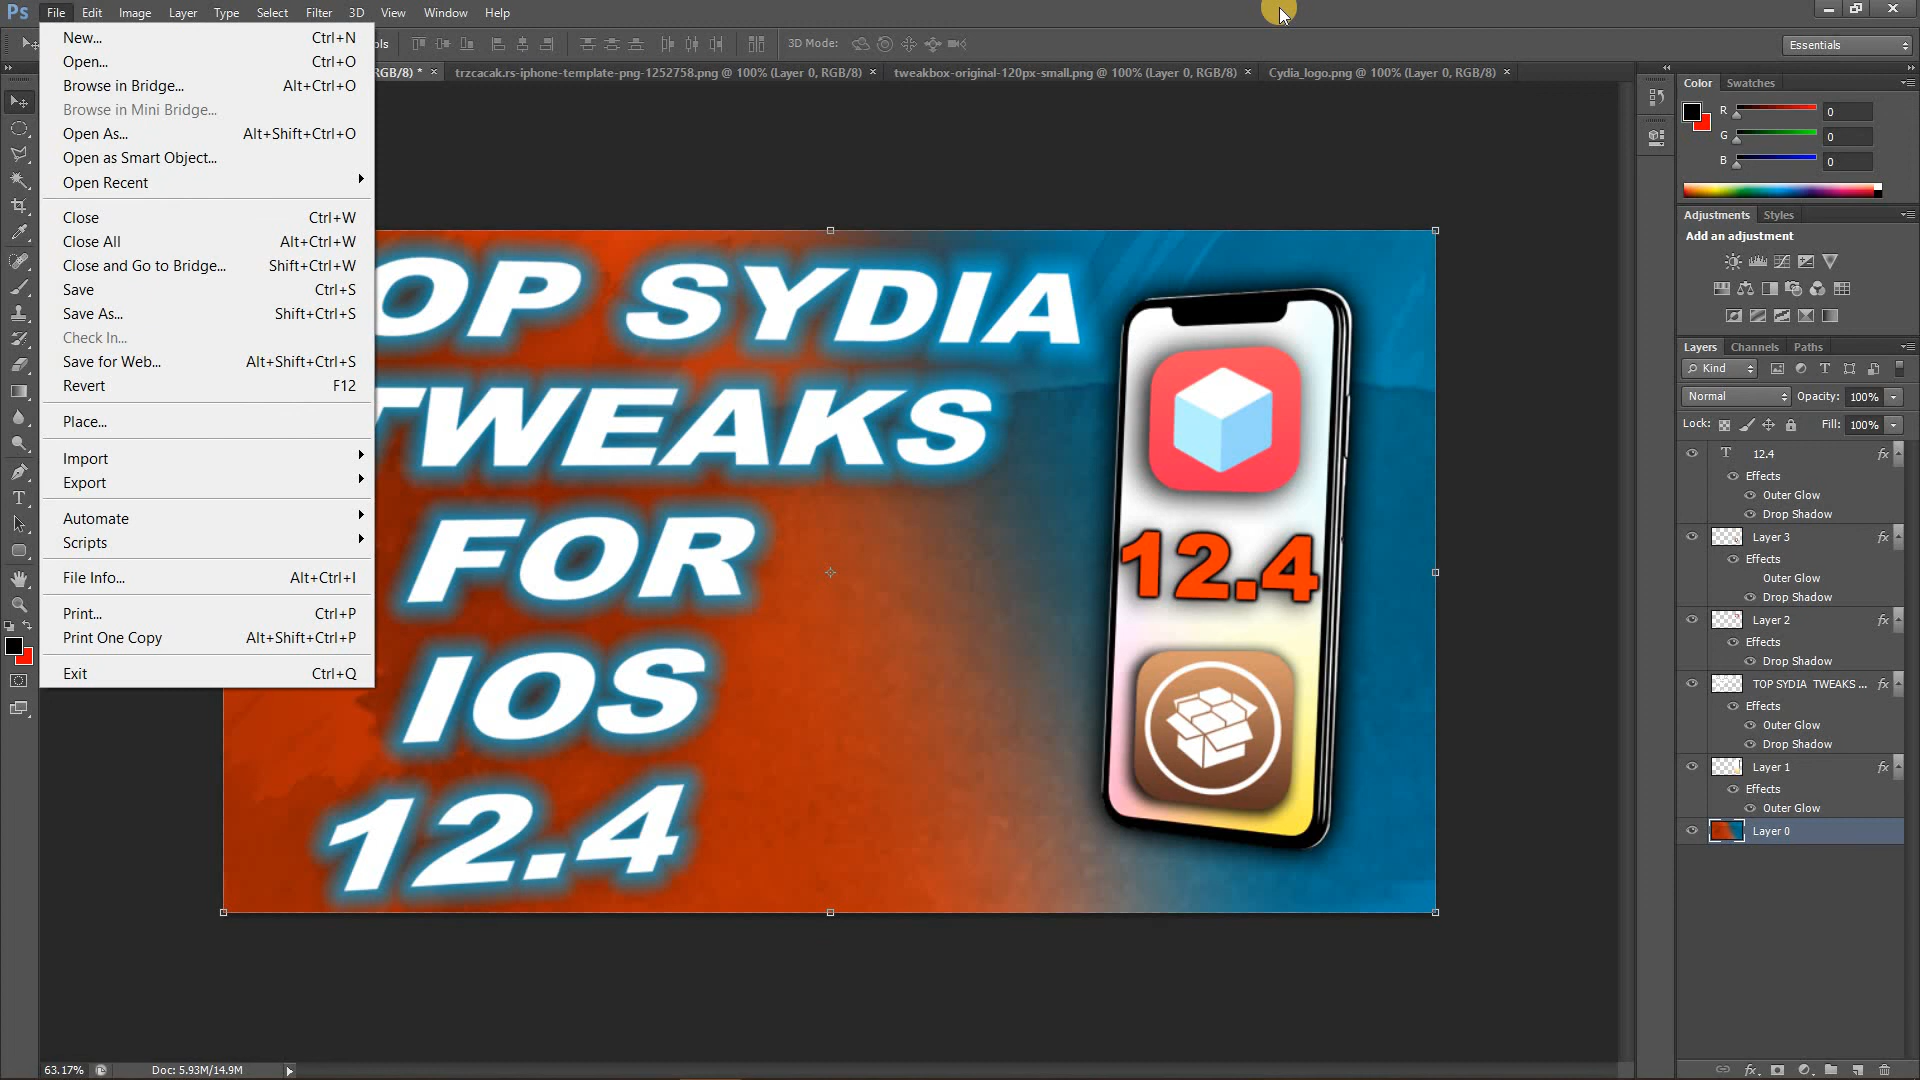 Ps File Edit Image Layer Type Select Filter 3D View Window Help
3D Mode:
Essentials
RGB/8) * ×
trzcacak.rs-iphone-template-png-1252758.png @ 100% (Layer 0, RGB/8) ×
tweakbox-original-120px-small.png @ 100% (Layer 0, RGB/8) ×
Cydia_logo.png @ 100% (Layer 0, RGB/8) ×
New... Ctrl+N
Open... Ctrl+O
Browse in Bridge... Alt+Ctrl+O
Browse in Mini Bridge...
Open As... Alt+Shift+Ctrl+O
Open as Smart Object...
Open Recent
Close Ctrl+W
Close All Alt+Ctrl+W
Close and Go to Bridge... Shift+Ctrl+W
Save Ctrl+S
Save As... Shift+Ctrl+S
Check In...
Save for Web... Alt+Shift+Ctrl+S
Revert F12
Place...
Import
Export
Automate
Scripts
File Info... Alt+Ctrl+I
Print... Ctrl+P
Print One Copy Alt+Shift+Ctrl+P
Exit Ctrl+Q
OP SYDIA
TWEAKS
FOR
IOS
12.4
12.4
Color Swatches
R 0
G 0
B 0
Adjustments Styles
Add an adjustment
Layers Channels Paths
Kind
Normal Opacity: 100%
Lock: Fill: 100%
T 12.4 fx
Effects
Outer Glow
Drop Shadow
Layer 3 fx
Effects
Outer Glow
Drop Shadow
Layer 2 fx
Effects
Drop Shadow
TOP SYDIA TWEAKS ... fx
Effects
Outer Glow
Drop Shadow
Layer 1 fx
Effects
Outer Glow
Layer 0
63.17% Doc: 5.93M/14.9M